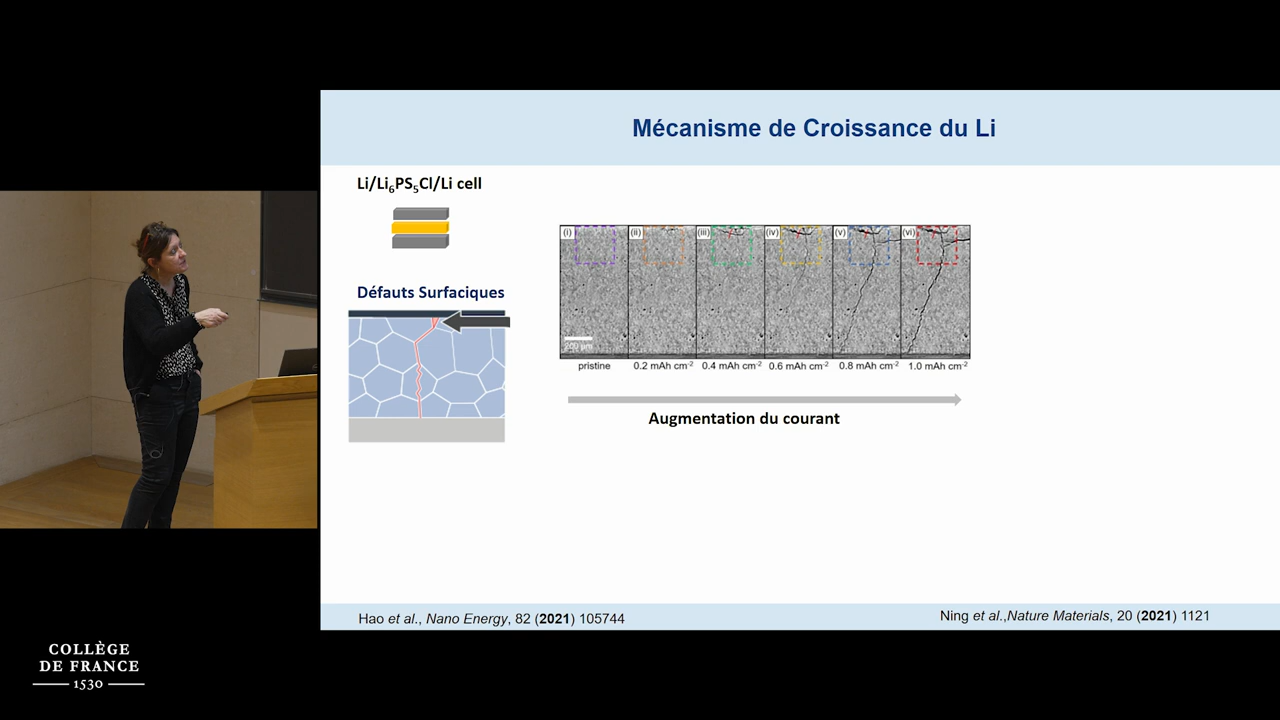 Mécanisme de Croissance du Li
Li/Li₆PS₅Cl/Li cell
Défauts Surfaciques
(i) (ii) (iii) (iv) (v) (vi)
200 µm
pristine 0.2 mAh cm⁻² 0.4 mAh cm⁻² 0.6 mAh cm⁻² 0.8 mAh cm⁻² 1.0 mAh cm⁻²
Augmentation du courant
Hao et al., Nano Energy, 82 (2021) 105744
Ning et al.,Nature Materials, 20 (2021) 1121
COLLÈGE
DE FRANCE
1530